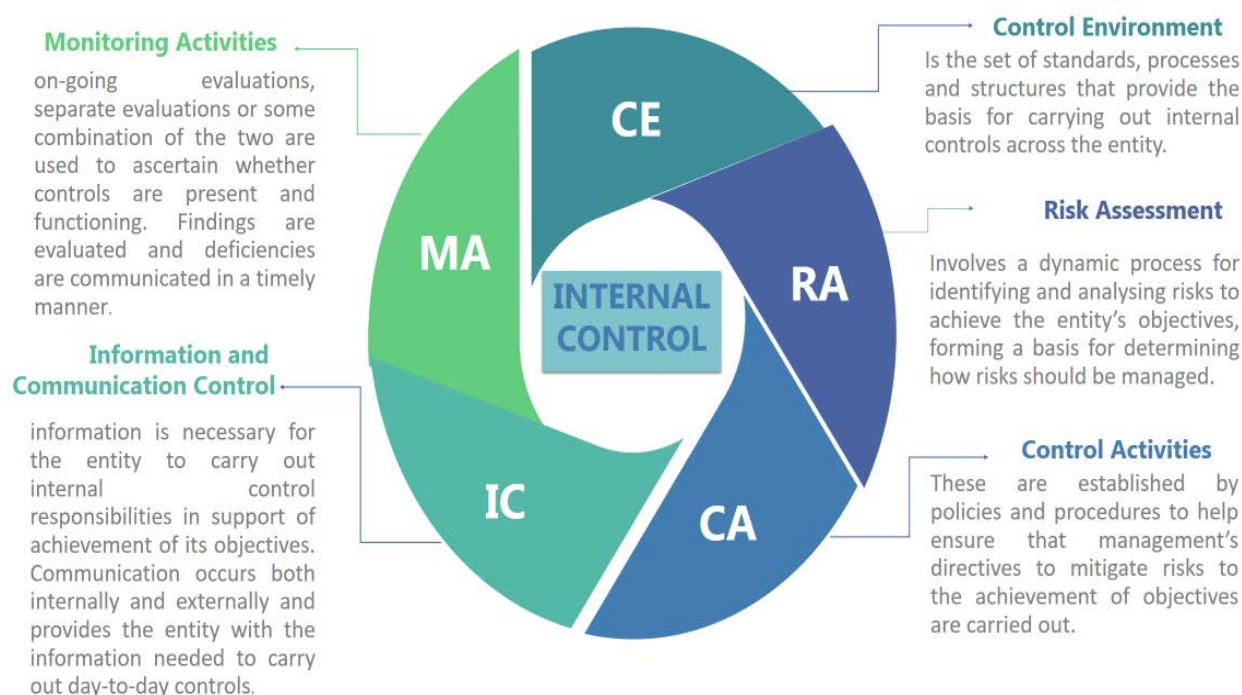 Monitoring Activities
on-going evaluations,
separate evaluations or some
combination of the two are
used to ascertain whether
controls are present and
functioning. Findings are
evaluated and deficiencies
are communicated in a timely
manner.
Information and
Communication Control
information is necessary for
the entity to carry out
internal control
responsibilities in support of
achievement of its objectives.
Communication occurs both
internally and externally and
provides the entity with the
information needed to carry
out day-to-day controls.
CE
MA
RA
INTERNAL
CONTROL
IC
CA
Control Environment
Is the set of standards, processes
and structures that provide the
basis for carrying out internal
controls across the entity.
Risk Assessment
Involves a dynamic process for
identifying and analysing risks to
achieve the entity's objectives,
forming a basis for determining
how risks should be managed.
Control Activities
These are established by
policies and procedures to help
ensure that management's
directives to mitigate risks to
the achievement of objectives
are carried out.